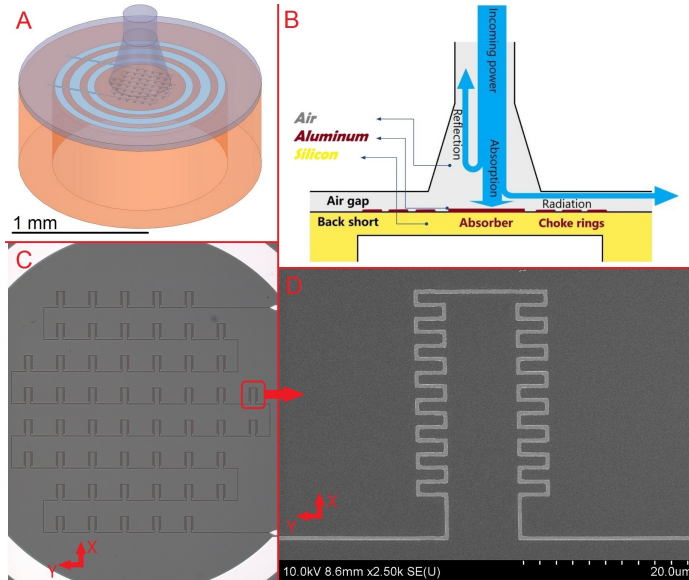 A
1 mm
B
Incoming power
Air
Aluminum
Silicon
Reflection
Absorption
Air gap
Radiation
Back short
Absorber
Choke rings
C
X
Y
D
X
Y
10.0kV 8.6mm x2.50k SE(U)
20.0u